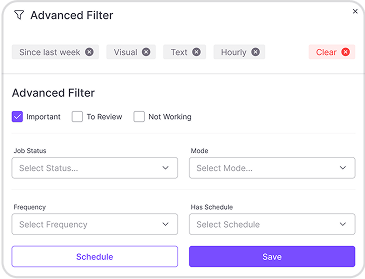 Advanced Filter
Since last week Visual Text Hourly Clear
Advanced Filter
Important To Review Not Working
Job Status Mode
Select Status... Select Mode...
Frequency Has Schedule
Select Frequency Select Schedule
Schedule Save